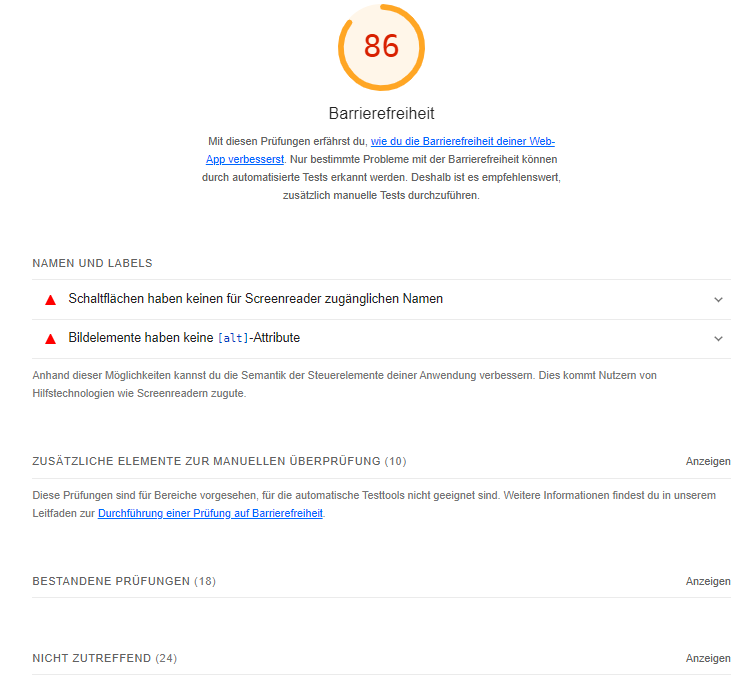 86
Barrierefreiheit
Mit diesen Prüfungen erfährst du, wie du die Barrierefreiheit deiner Web-
App verbesserst. Nur bestimmte Probleme mit der Barrierefreiheit können
durch automatisierte Tests erkannt werden. Deshalb ist es empfehlenswert,
zusätzlich manuelle Tests durchzuführen.
NAMEN UND LABELS
Schaltflächen haben keinen für Screenreader zugänglichen Namen
Bildelemente haben keine [alt]-Attribute
Anhand dieser Möglichkeiten kannst du die Semantik der Steuerelemente deiner Anwendung verbessern. Dies kommt Nutzern von
Hilfstechnologien wie Screenreadern zugute.
ZUSÄTZLICHE ELEMENTE ZUR MANUELLEN ÜBERPRÜFUNG (10) Anzeigen
Diese Prüfungen sind für Bereiche vorgesehen, für die automatische Testtools nicht geeignet sind. Weitere Informationen findest du in unserem
Leitfaden zur Durchführung einer Prüfung auf Barrierefreiheit.
BESTANDENE PRÜFUNGEN (18) Anzeigen
NICHT ZUTREFFEND (24) Anzeigen